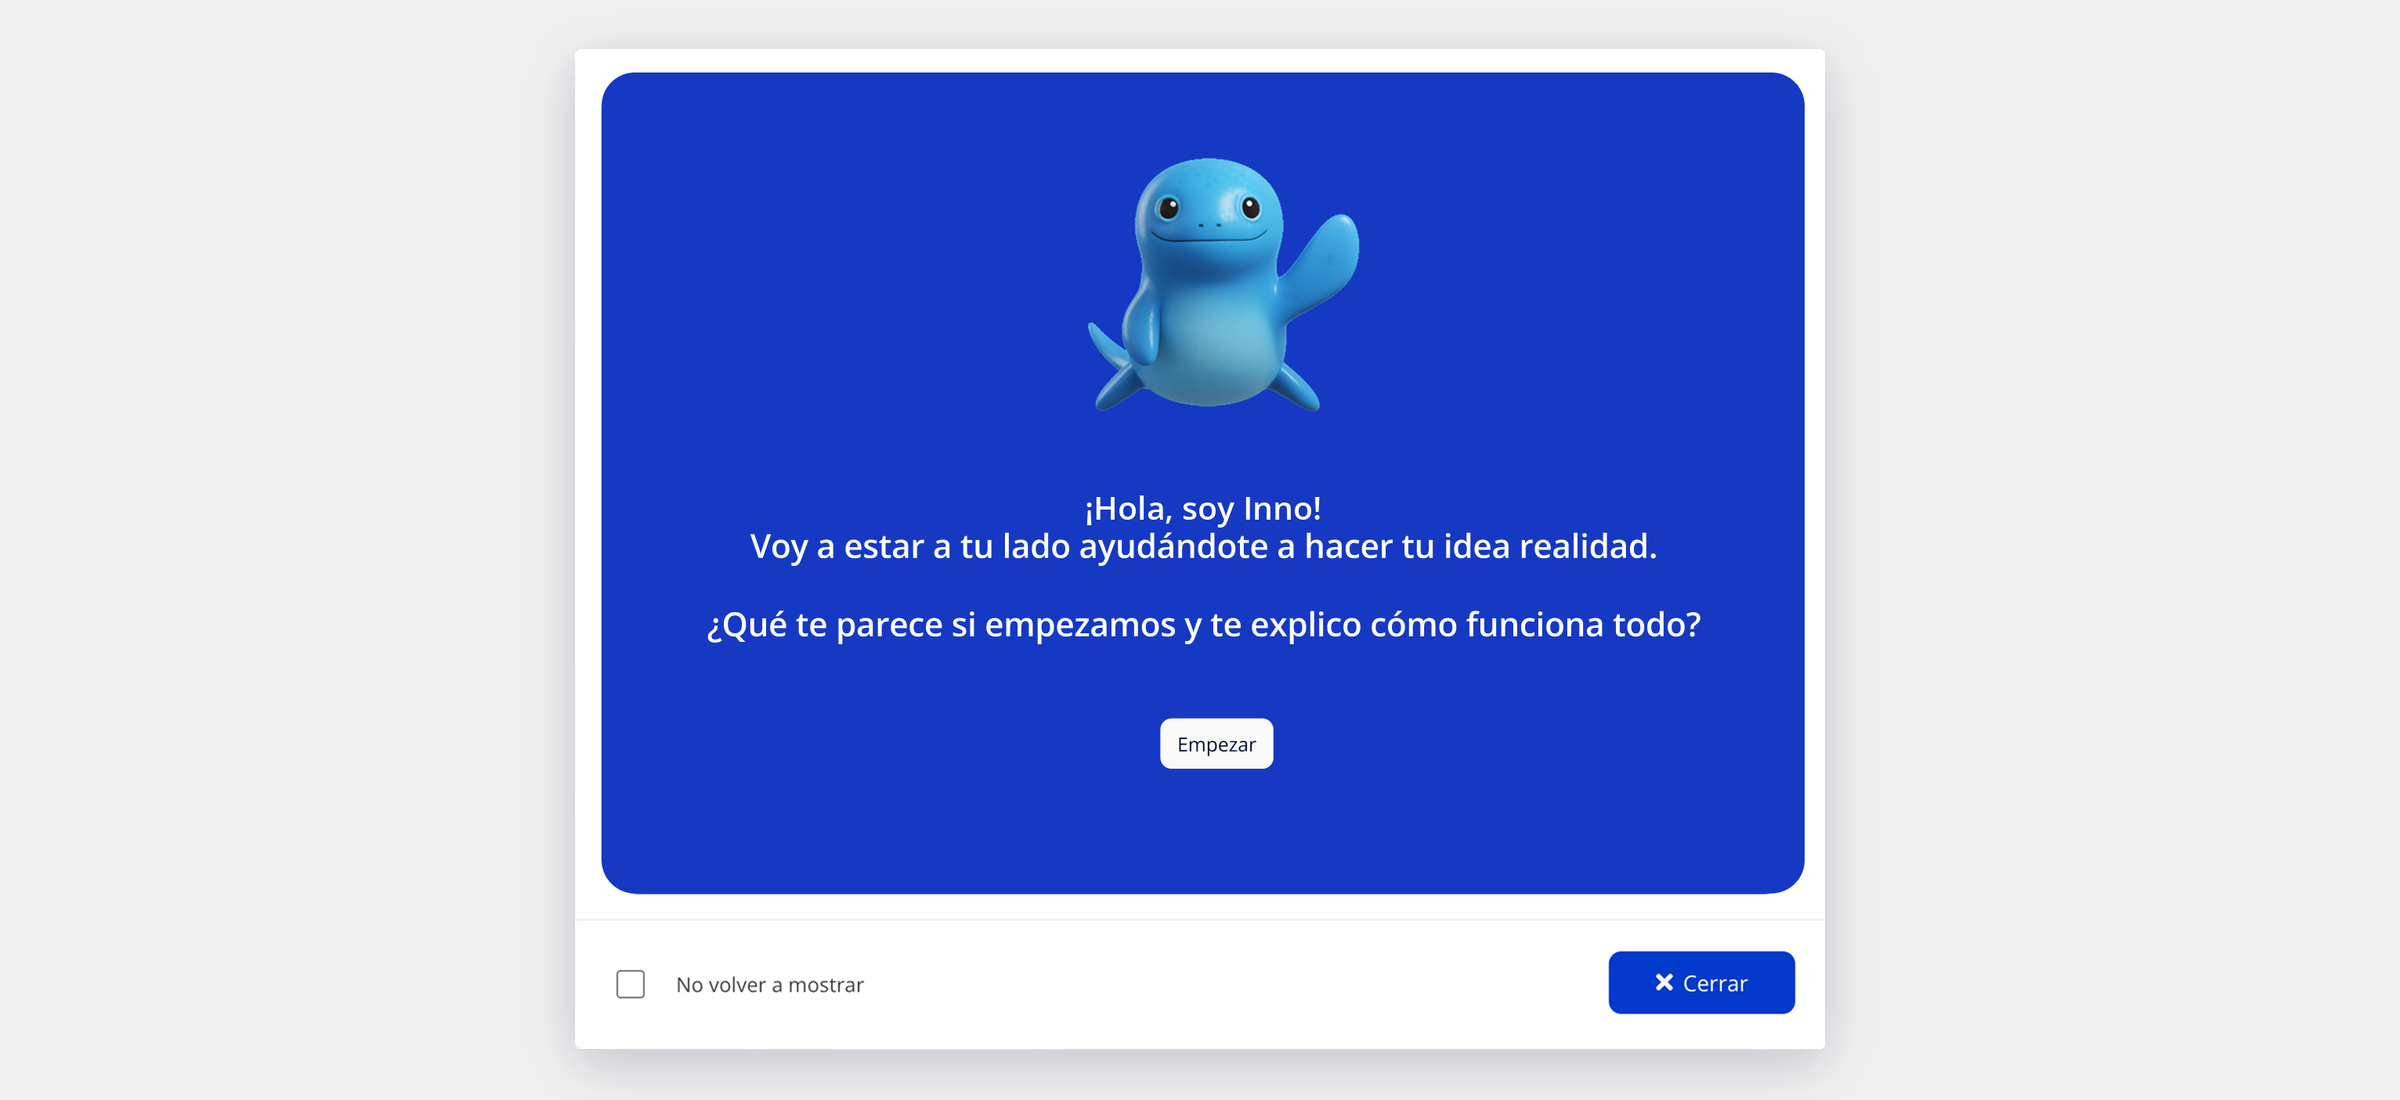 ¡Hola, soy Inno!
Voy a estar a tu lado ayudándote a hacer tu idea realidad.
¿Qué te parece si empezamos y te explico cómo funciona todo?
Empezar
No volver a mostrar
Cerrar